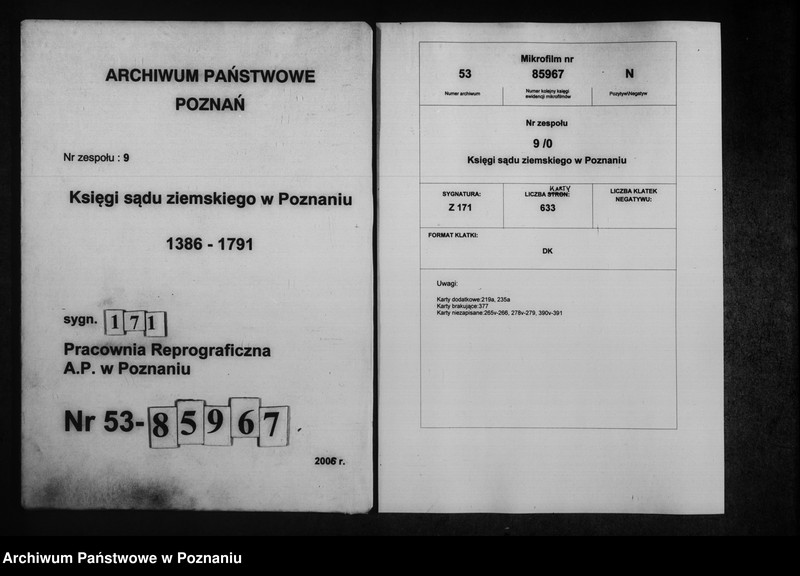 ARCHIWUM PAŃSTWOWE
POZNAŃ
Nr zespołu : 9
Księgi sądu ziemskiego w Poznaniu
1386 - 1791
sygn. 171
Pracownia Reprograficzna
A.P. w Poznaniu
Nr 53-85967
2006 r.
Mikrofilm nr
53 85967 N
Numer archiwum Numer kolejny księgi ewidencji mikrofilmów Pozytyw\Negatyw
Nr zespołu
9 /0
Księgi sądu ziemskiego w Poznaniu
KARTY
SYGNATURA: LICZBA STRON: LICZBA KLATEK
NEGATYWU:
Z 171 633
FORMAT KLATKI:
DK
Uwagi:
Karty dodatkowe:219a, 235a
Karty brakujące:377
Karty niezapisane:265v-266, 278v-279, 390v-391
Archiwum Państwowe w Poznaniu